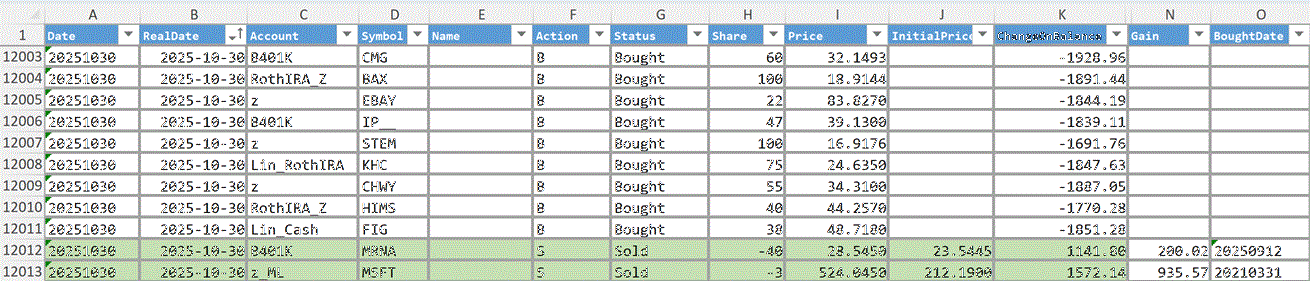 A B C D E F G H I J K N O
1 Date RealDate Account Symbol Name Action Status Share Price InitialPrice ChangeOnBalance Gain BoughtDate
12003 20251030 2025-10-30 8401K CMG B Bought 60 32.1493 -1928.96
12004 20251030 2025-10-30 RothIRA_Z BAX B Bought 100 18.9144 -1891.44
12005 20251030 2025-10-30 z EBAY B Bought 22 83.8270 -1844.19
12006 20251030 2025-10-30 8401K IP__ B Bought 47 39.1300 -1839.11
12007 20251030 2025-10-30 z STEM B Bought 100 16.9176 -1691.76
12008 20251030 2025-10-30 Lin_RothIRA KHC B Bought 75 24.6350 -1847.63
12009 20251030 2025-10-30 z CHWY B Bought 55 34.3100 -1887.05
12010 20251030 2025-10-30 RothIRA_Z HIMS B Bought 40 44.2570 -1770.28
12011 20251030 2025-10-30 Lin_Cash FIG B Bought 38 48.7180 -1851.28
12012 20251030 2025-10-30 8401K MRNA S Sold -40 28.5450 23.5445 1141.80 200.02 20250912
12013 20251030 2025-10-30 z_ML MSFT S Sold -3 524.0450 212.1900 1572.14 935.57 20210331